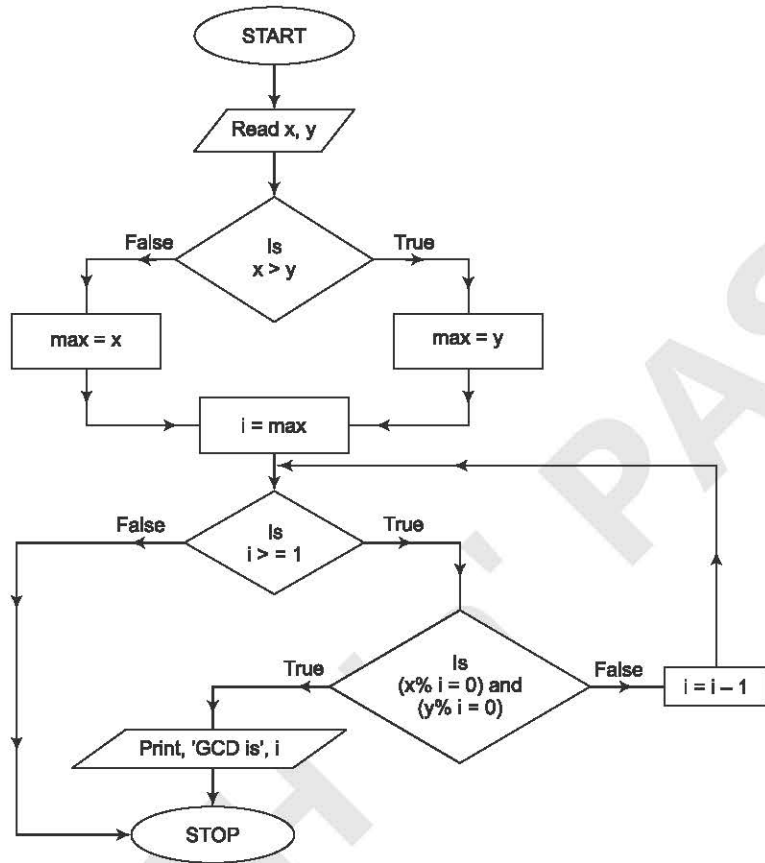 START
Read x, y
Is
x > y
False
True
max = x
max = y
i = max
Is
i > = 1
False
True
Is
(x% i = 0) and
(y% i = 0)
True
False
i = i – 1
Print, 'GCD is', i
STOP